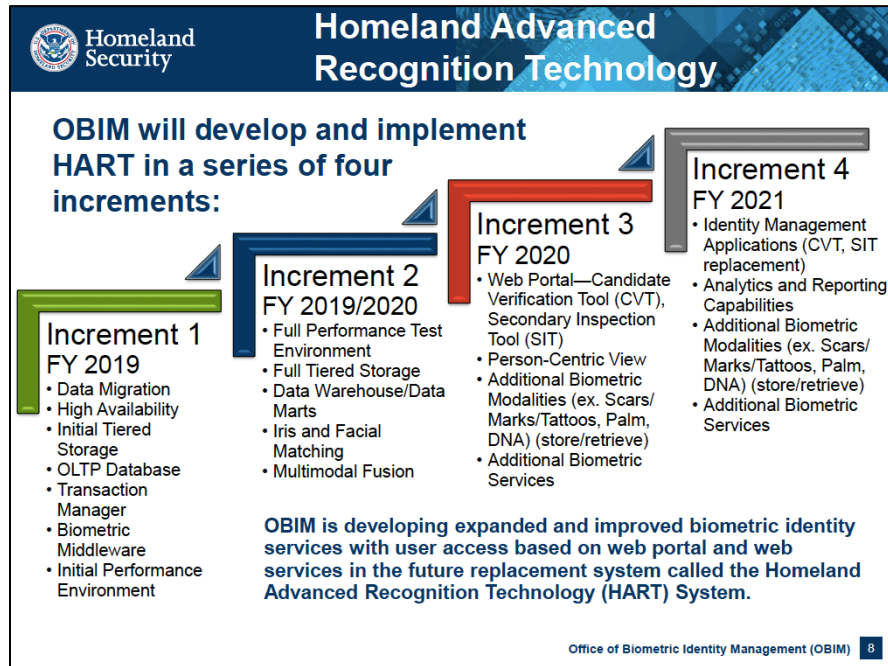 Homeland
Security
Homeland Advanced
Recognition Technology
OBIM will develop and implement
HART in a series of four
increments:
Increment 1
FY 2019
• Data Migration
• High Availability
• Initial Tiered
Storage
• OLTP Database
• Transaction
Manager
• Biometric
Middleware
• Initial Performance
Environment
Increment 2
FY 2019/2020
• Full Performance Test
Environment
• Full Tiered Storage
• Data Warehouse/Data
Marts
• Iris and Facial
Matching
• Multimodal Fusion
Increment 3
FY 2020
• Web Portal—Candidate
Verification Tool (CVT),
Secondary Inspection
Tool (SIT)
• Person-Centric View
• Additional Biometric
Modalities (ex. Scars/
Marks/Tattoos, Palm,
DNA) (store/retrieve)
• Additional Biometric
Services
Increment 4
FY 2021
• Identity Management
Applications (CVT, SIT
replacement)
• Analytics and Reporting
Capabilities
• Additional Biometric
Modalities (ex. Scars/
Marks/Tattoos, Palm,
DNA) (store/retrieve)
• Additional Biometric
Services
OBIM is developing expanded and improved biometric identity
services with user access based on web portal and web
services in the future replacement system called the Homeland
Advanced Recognition Technology (HART) System.
Office of Biometric Identity Management (OBIM) 8